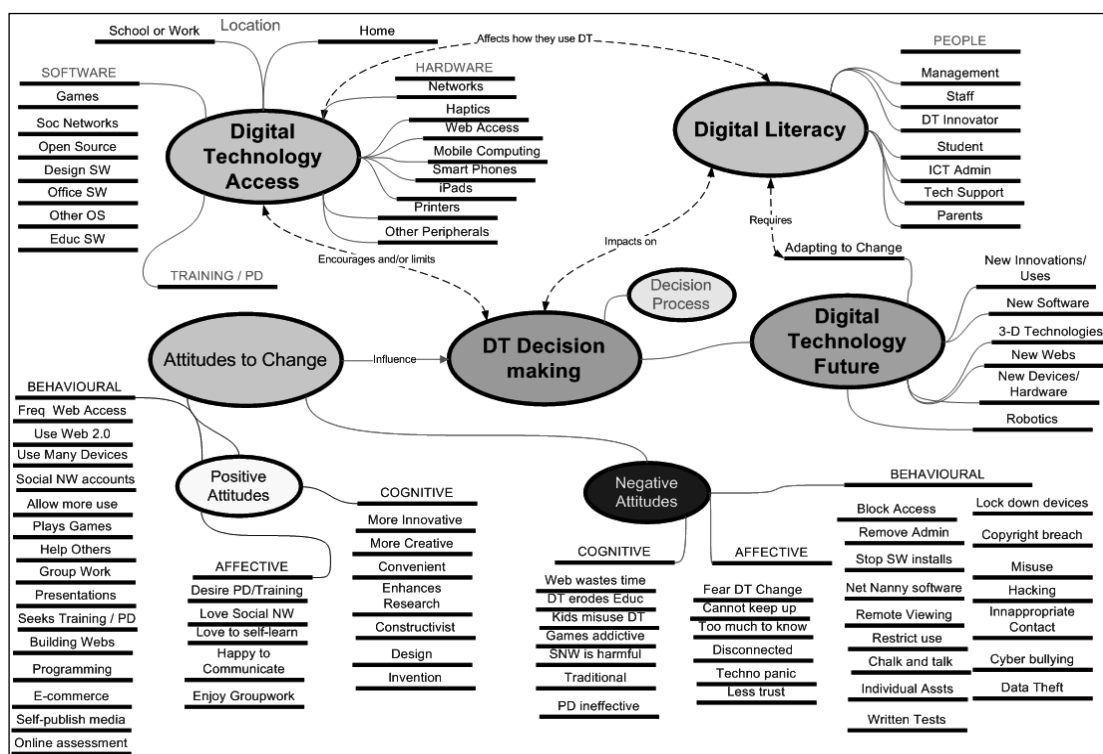 Location
School or Work
Home
Affects how they use DT
SOFTWARE
Games
Soc Networks
Open Source
Design SW
Office SW
Other OS
Educ SW
TRAINING / PD
Digital
Technology
Access
HARDWARE
Networks
Haptics
Web Access
Mobile Computing
Smart Phones
iPads
Printers
Other Peripherals
Digital Literacy
PEOPLE
Management
Staff
DT Innovator
Student
ICT Admin
Tech Support
Parents
Encourages and/or limits
Impacts on
Requires
Adapting to Change
Decision
Process
DT Decision
making
Digital
Technology
Future
New Innovations/
Uses
New Software
3-D Technologies
New Webs
New Devices/
Hardware
Robotics
Attitudes to Change
Influence
BEHAVIOURAL
Freq Web Access
Use Web 2.0
Use Many Devices
Social NW accounts
Allow more use
Plays Games
Help Others
Group Work
Presentations
Seeks Training / PD
Building Webs
Programming
E-commerce
Self-publish media
Online assessment
Positive
Attitudes
AFFECTIVE
Desire PD/Training
Love Social NW
Love to self-learn
Happy to
Communicate
Enjoy Groupwork
COGNITIVE
More Innovative
More Creative
Convenient
Enhances
Research
Constructivist
Design
Invention
Negative
Attitudes
COGNITIVE
Web wastes time
DT erodes Educ
Kids misuse DT
Games addictive
SNW is harmful
Traditional
PD ineffective
AFFECTIVE
Fear DT Change
Cannot keep up
Too much to know
Disconnected
Techno panic
Less trust
BEHAVIOURAL
Block Access
Remove Admin
Stop SW installs
Net Nanny software
Remote Viewing
Restrict use
Chalk and talk
Individual Assts
Written Tests
Lock down devices
Copyright breach
Misuse
Hacking
Innappropriate
Contact
Cyber bullying
Data Theft